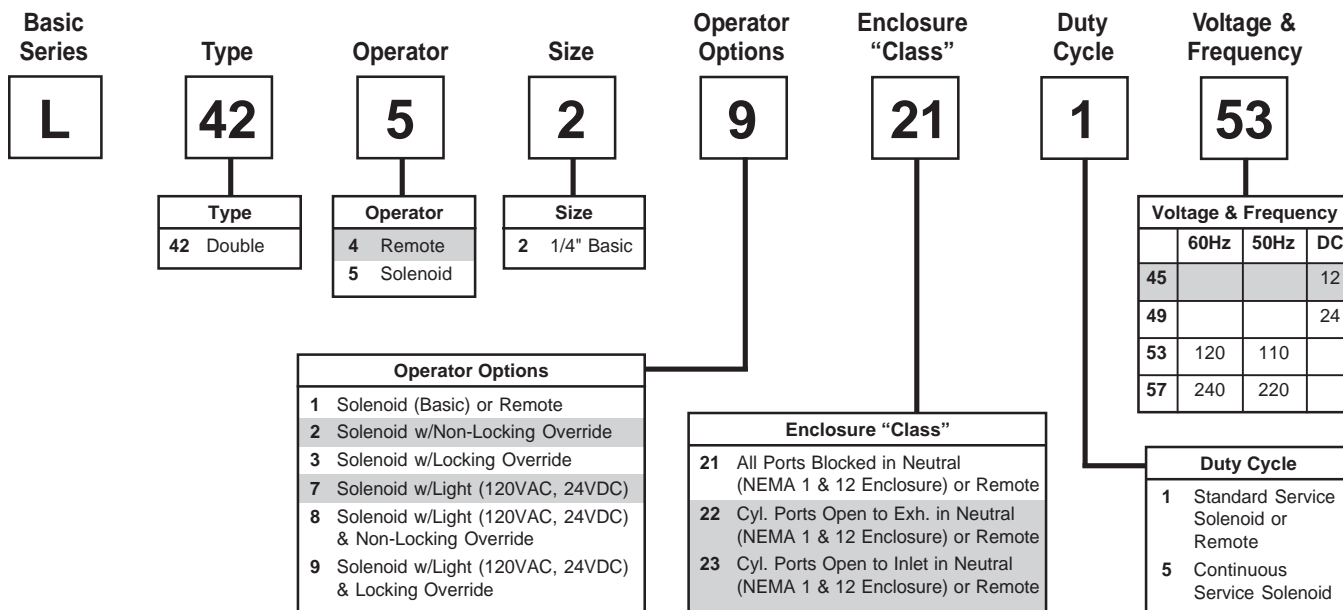 Basic Series
Type
Operator
Size
Operator Options
Enclosure “Class”
Duty Cycle
Voltage & Frequency
L
42
5
2
9
21
1
53
Type
42 Double
Operator
4 Remote
5 Solenoid
Size
2 1/4" Basic
Voltage & Frequency
60Hz 50Hz DC
45 12
49 24
53 120 110
57 240 220
Operator Options
1 Solenoid (Basic) or Remote
2 Solenoid w/Non-Locking Override
3 Solenoid w/Locking Override
7 Solenoid w/Light (120VAC, 24VDC)
8 Solenoid w/Light (120VAC, 24VDC)
& Non-Locking Override
9 Solenoid w/Light (120VAC, 24VDC)
& Locking Override
Enclosure “Class”
21 All Ports Blocked in Neutral
(NEMA 1 & 12 Enclosure) or Remote
22 Cyl. Ports Open to Exh. in Neutral
(NEMA 1 & 12 Enclosure) or Remote
23 Cyl. Ports Open to Inlet in Neutral
(NEMA 1 & 12 Enclosure) or Remote
Duty Cycle
1 Standard Service
Solenoid or
Remote
5 Continuous
Service Solenoid